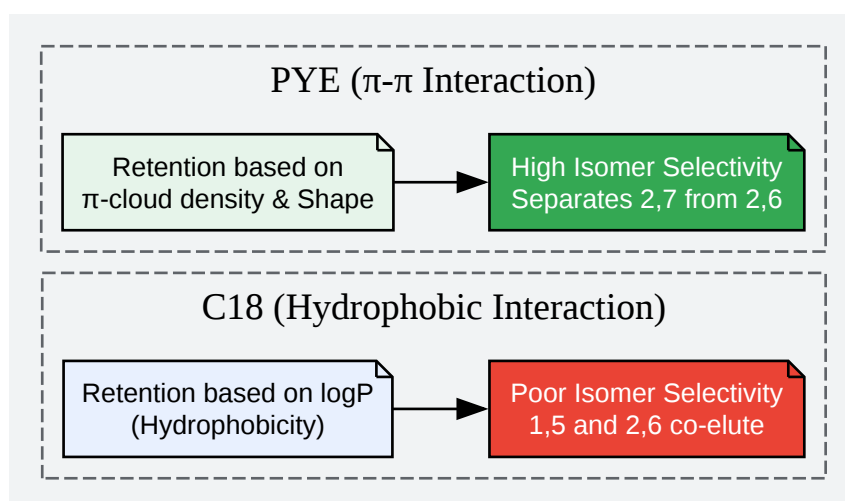 PYE (π-π Interaction)
Retention based on
π-cloud density & Shape
High Isomer Selectivity
Separates 2,7 from 2,6
C18 (Hydrophobic Interaction)
Retention based on logP
(Hydrophobicity)
Poor Isomer Selectivity
1,5 and 2,6 co-elute